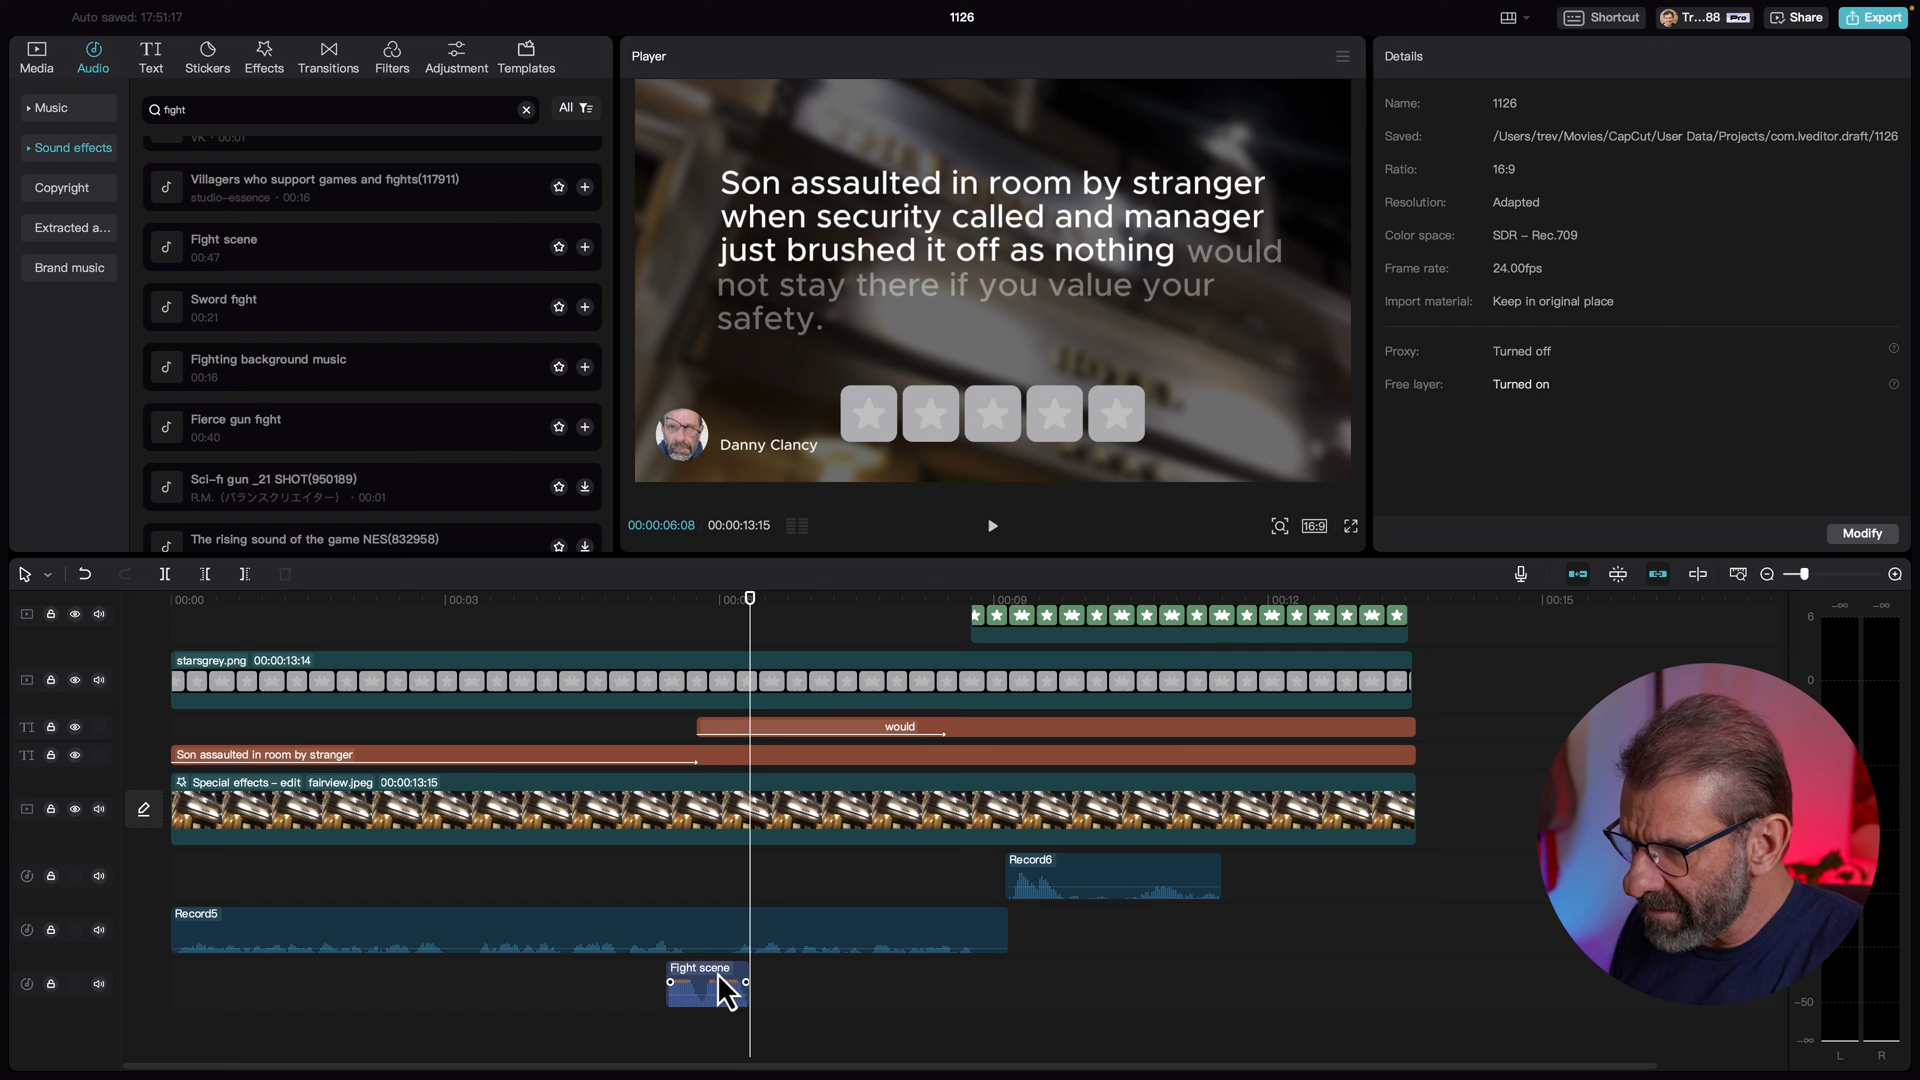 Auto saved: 17:51:17
1126
Shortcut
Tr...88
Pro
Share
Export
Media
Audio
TI
Text
Stickers
Effects
Transitions
Filters
Adjustment
Templates
Music
Sound effects
Copyright
Extracted a...
Brand music
fight
All
VK · 00:01
Villagers who support games and fights(117911)
studio-essence · 00:16
Fight scene
00:47
Sword fight
00:21
Fighting background music
00:16
Fierce gun fight
00:40
Sci-fi gun _21 SHOT(950189)
R.M.（バランスクリエイター） · 00:01
The rising sound of the game NES(832958)
Player
Son assaulted in room by stranger
when security called and manager
just brushed it off as nothing would
not stay there if you value your
safety.
Danny Clancy
00:00:06:08
00:00:13:15
16:9
Details
Name:
1126
Saved:
/Users/trev/Movies/CapCut/User Data/Projects/com.lveditor.draft/1126
Ratio:
16:9
Resolution:
Adapted
Color space:
SDR – Rec.709
Frame rate:
24.00fps
Import material:
Keep in original place
Proxy:
Turned off
Free layer:
Turned on
Modify
00:00
00:03
00:09
00:12
00:15
starsgrey.png 00:00:13:14
TI
would
TI
Son assaulted in room by stranger
Special effects – edit fairview.jpeg 00:00:13:15
Record6
Record5
Fight scene
6
0
-50
-∞
-∞
-∞
L
R